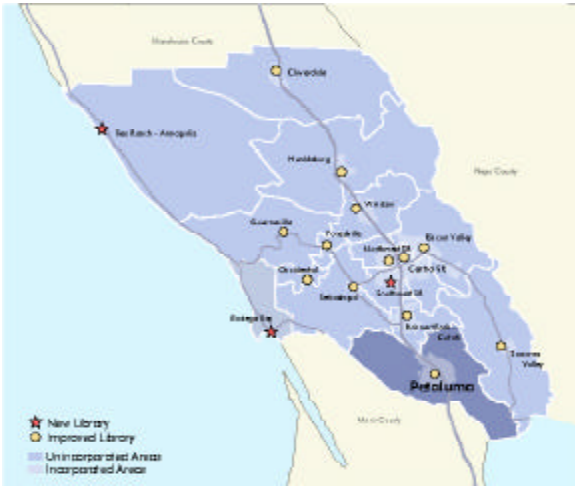 Mendocino County
Cloverdale
Sea Ranch - Annapolis
Healdsburg
Napa County
Windsor
Guerneville
Forestville
Northwest SR
Rincon Valley
Central SR
Occidental
Sebastopol
Southwest SR
Bodega Bay
Rohnert Park -
Cotati
Sonoma
Valley
Petaluma
Marin County
New Library
Improved Library
Unincorporated Areas
Incorporated Areas